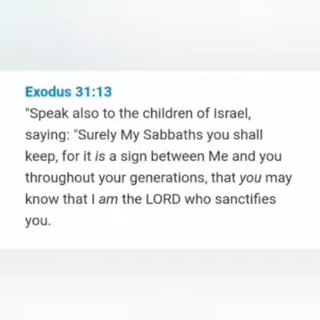 Exodus 31:13
"Speak also to the children of Israel,
saying: "Surely My Sabbaths you shall
keep, for it is a sign between Me and you
throughout your generations, that you may
know that I am the LORD who sanctifies
you.